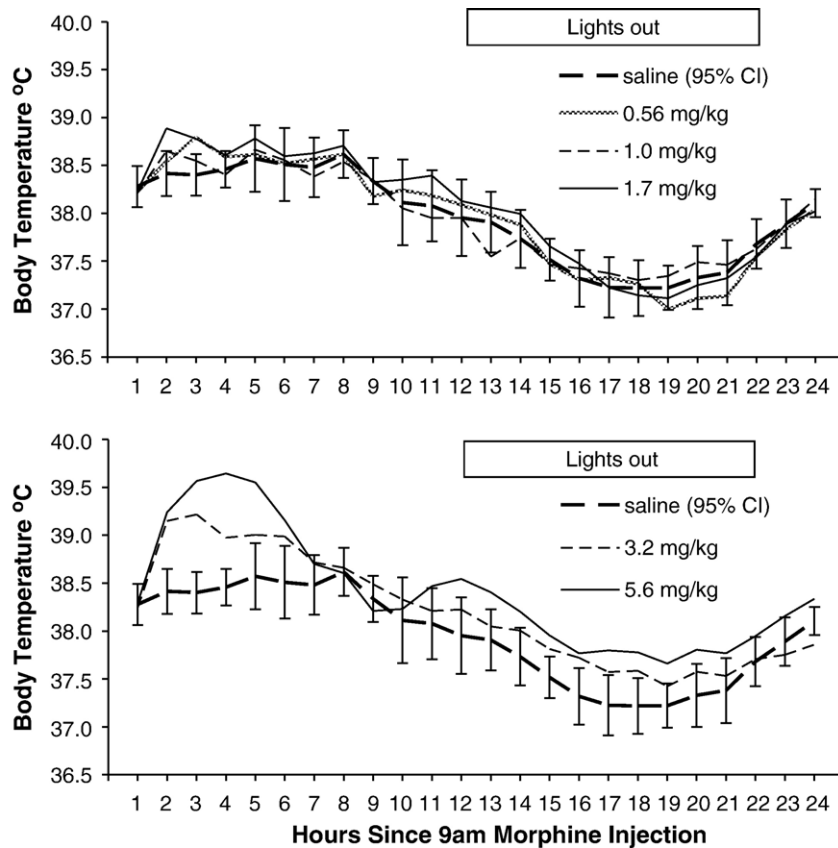 40.0
39.5
39.0
38.5
38.0
37.5
37.0
36.5
Body Temperature ºC
Lights out
saline (95% CI)
0.56 mg/kg
1.0 mg/kg
1.7 mg/kg
1 2 3 4 5 6 7 8 9 10 11 12 13 14 15 16 17 18 19 20 21 22 23 24
40.0
39.5
39.0
38.5
38.0
37.5
37.0
36.5
Body Temperature ºC
Lights out
saline (95% CI)
3.2 mg/kg
5.6 mg/kg
1 2 3 4 5 6 7 8 9 10 11 12 13 14 15 16 17 18 19 20 21 22 23 24
Hours Since 9am Morphine Injection